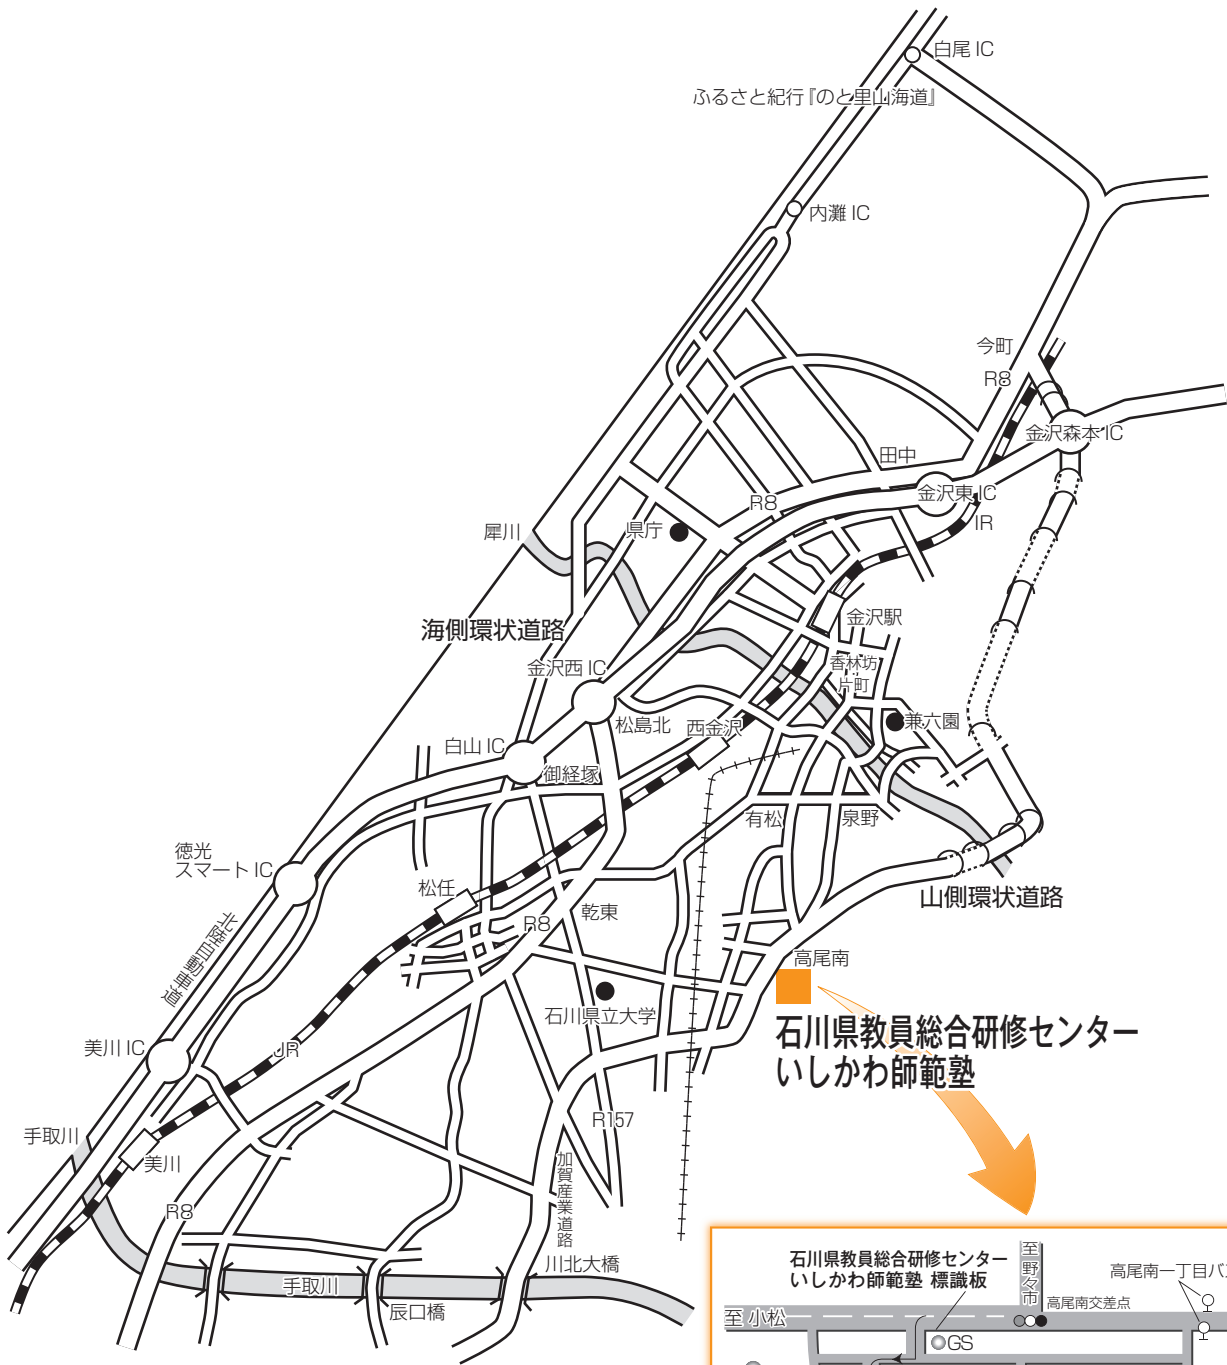 白尾 IC
ふるさと紀行『のと里山海道』
内灘 IC
今町
R8
金沢森本 IC
田中
金沢東 IC
R8
IR
犀川
県庁
海側環状道路
金沢駅
金沢西 IC
香林坊
片町
松島北
西金沢
兼六園
白山 IC
御経塚
有松
泉野
徳光
スマート IC
松任
山側環状道路
乾東
R8
北陸自動車道
高尾南
石川県立大学
石川県教員総合研修センター
いしかわ師範塾
美川 IC
JR
手取川
美川
R157
加賀産業道路
R8
川北大橋
手取川
辰口橋
石川県教員総合研修センター
いしかわ師範塾 標識板
至 野々市
高尾南一丁目バ
高尾南交差点
至 小松
GS